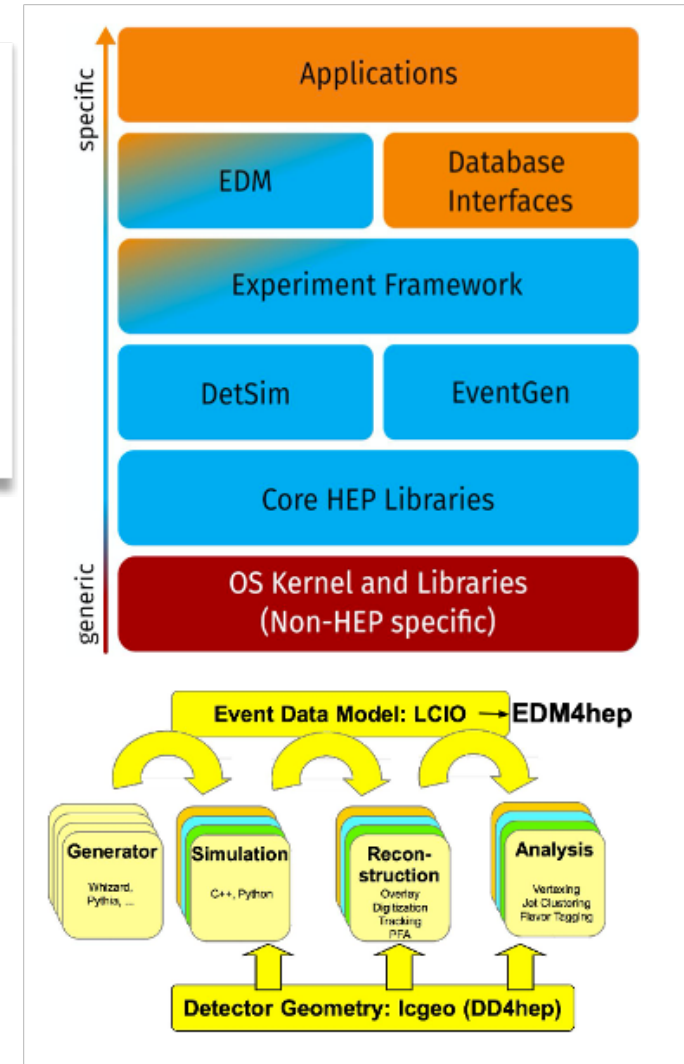 specific
generic
Applications
EDM
Database
Interfaces
Experiment Framework
DetSim
EventGen
Core HEP Libraries
OS Kernel and Libraries
(Non-HEP specific)
Event Data Model: LCIO → EDM4hep
Generator
Whizard,
Pythia, ...
Simulation
C++, Python
Recon-
struction
Overlay
Digitization
Tracking
PFA
Analysis
Vertexing
Jet Clustering
Flavor Tagging
Detector Geometry: lcgeo (DD4hep)